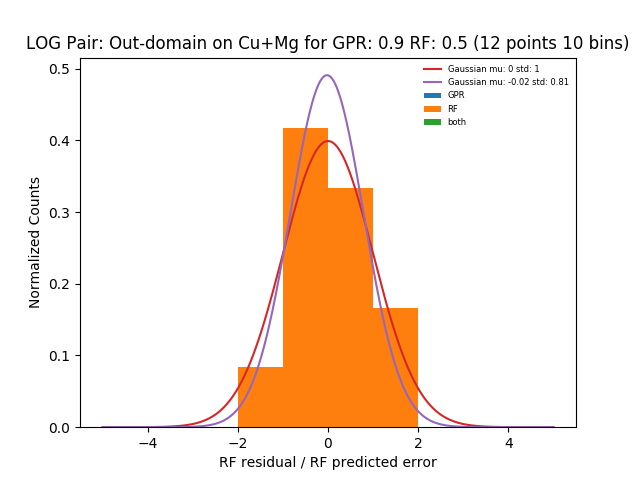 LOG Pair: Out-domain on Cu+Mg for GPR: 0.9 RF: 0.5 (12 points 10 bins)
Gaussian mu: 0 std: 1
Gaussian mu: -0.02 std: 0.81
GPR
RF
both
Normalized Counts
0.5
0.4
0.3
0.2
0.1
0.0
−4 −2 0 2 4
RF residual / RF predicted error